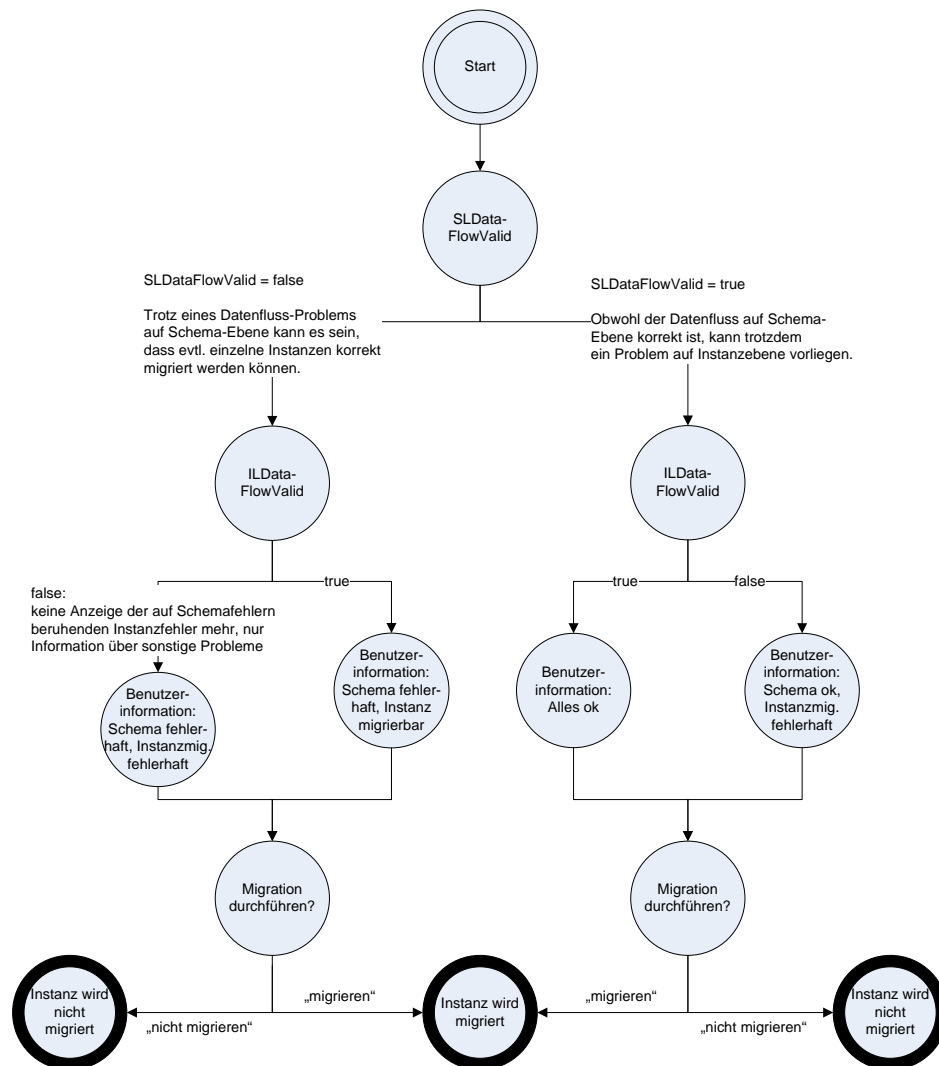 Start
SLData-
FlowValid
SLDataFlowValid = false
Trotz eines Datenfluss-Problems
auf Schema-Ebene kann es sein,
dass evtl. einzelne Instanzen korrekt
migriert werden können.
SLDataFlowValid = true
Obwohl der Datenfluss auf Schema-
Ebene korrekt ist, kann trotzdem
ein Problem auf Instanzebene vorliegen.
ILData-
FlowValid
ILData-
FlowValid
false:
keine Anzeige der auf Schemafehlern
beruhenden Instanzfehler mehr, nur
Information über sonstige Probleme
true
true
false
Benutzer-
information:
Schema fehler-
haft, Instanzmig.
fehlerhaft
Benutzer-
information:
Schema fehler-
haft, Instanz
migrierbar
Benutzer-
information:
Alles ok
Benutzer-
information:
Schema ok,
Instanzmig.
fehlerhaft
Migration
durchführen?
Migration
durchführen?
Instanz wird
nicht
migriert
„nicht migrieren“
„migrieren“
Instanz wird
migriert
„migrieren“
„nicht migrieren“
Instanz wird
nicht
migriert